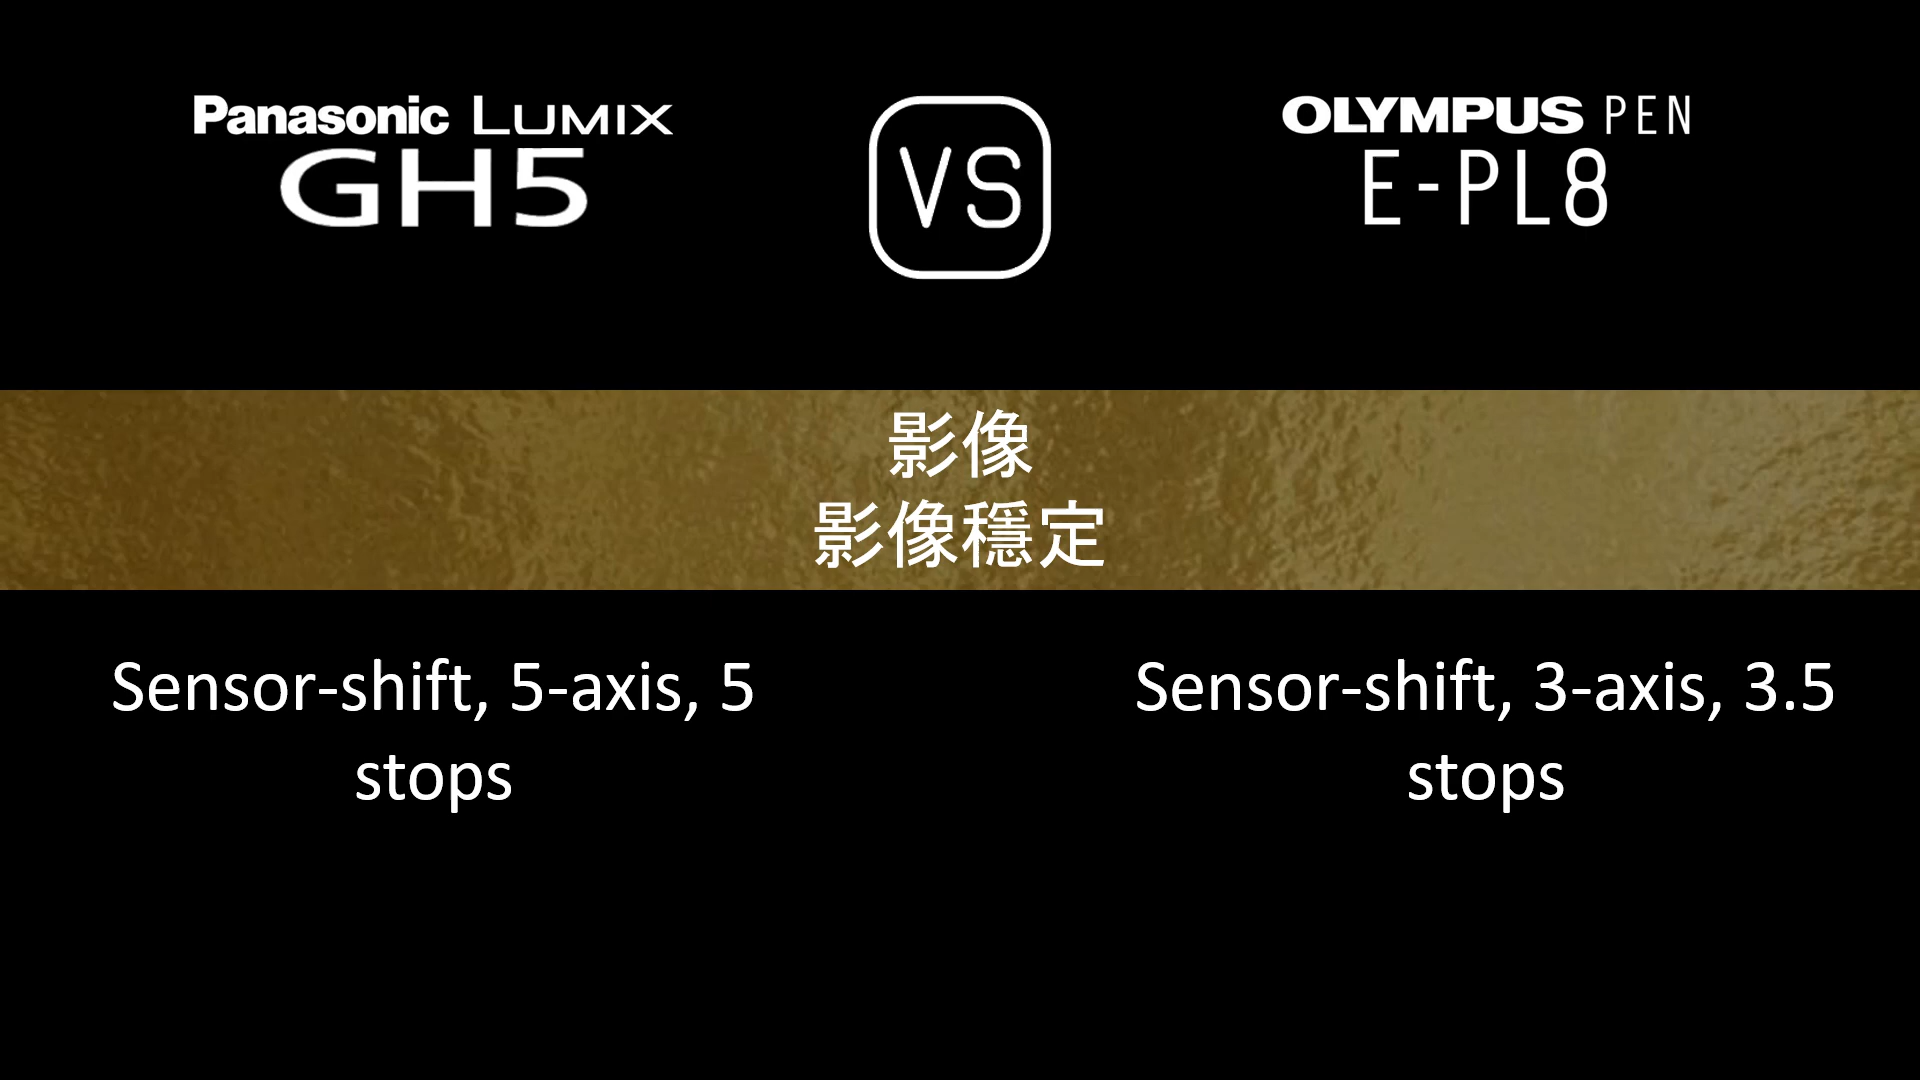 Panasonic LUMIX
GH5
VS
OLYMPUS PEN
E-PL8
影像
影像穩定
Sensor-shift, 5-axis, 5
stops
Sensor-shift, 3-axis, 3.5
stops